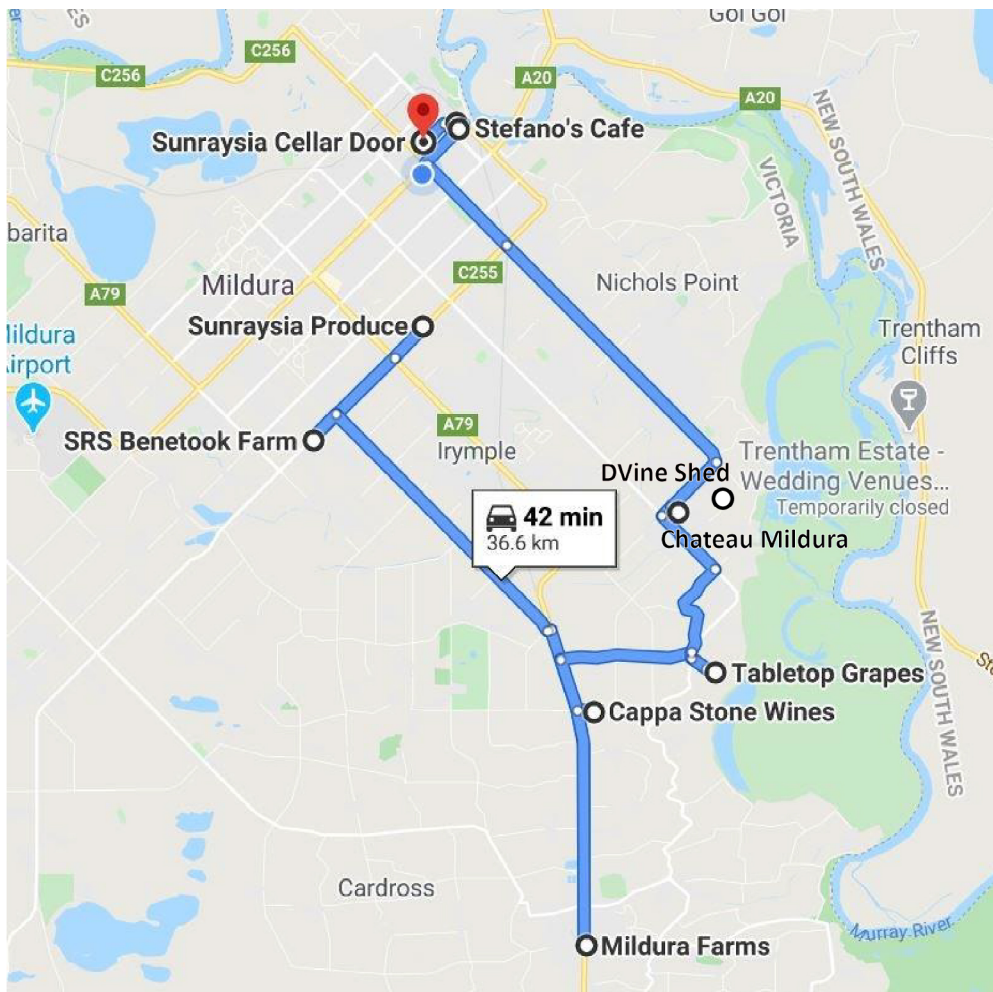 ES
Gol Gol
C256
C256
A20
A20
Stefano's Cafe
Sunraysia Cellar Door
NEW SOUTH WALES
VICTORIA
barita
C255
Nichols Point
Mildura
A79
Sunraysia Produce
Trentham
Cliffs
Mildura
Airport
A79
SRS Benetook Farm
Irymple
DVine Shed
Trentham Estate -
Wedding Venues...
Temporarily closed
42 min
36.6 km
Chateau Mildura
NEW SOUTH WALES
Tabletop Grapes
Cappa Stone Wines
Cardross
Murray River
Mildura Farms